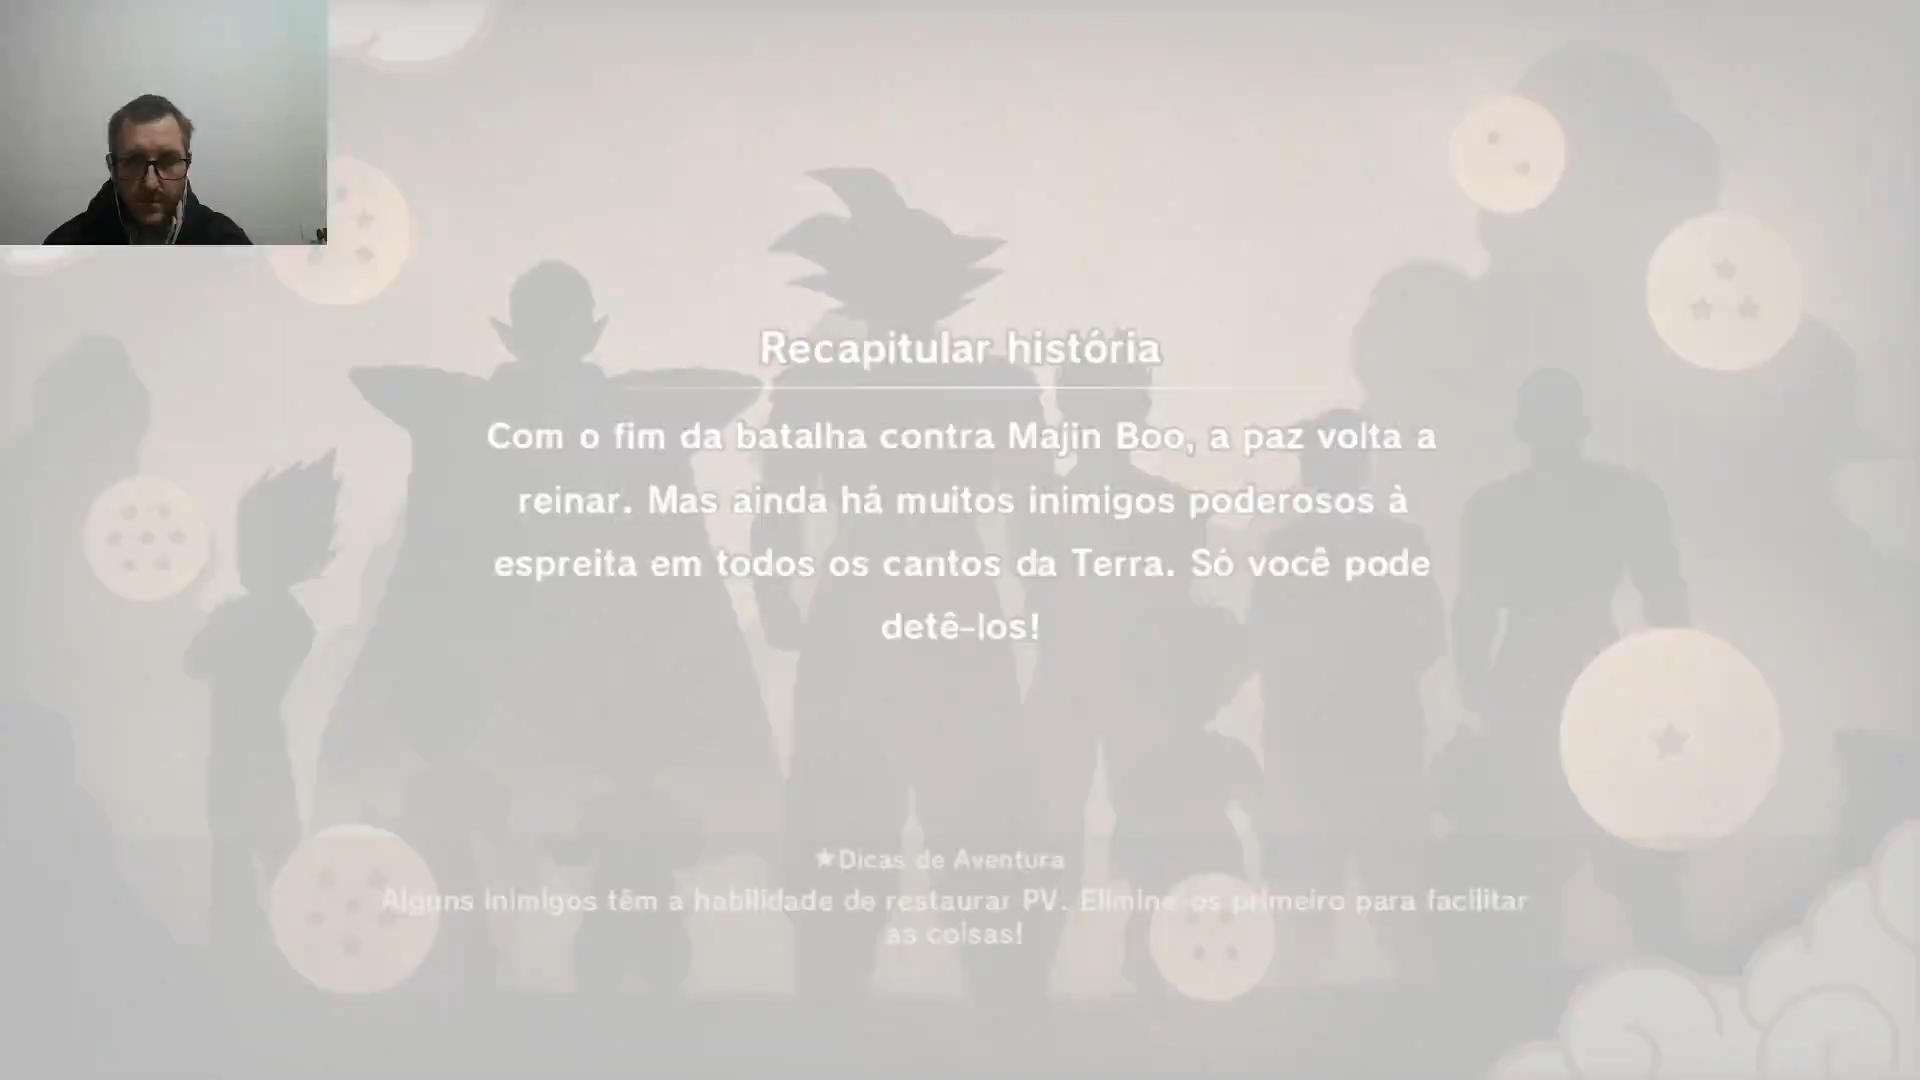 Recapitular história
Com o fim da batalha contra Majin Boo, a paz volta a
reinar. Mas ainda há muitos inimigos poderosos à
espreita em todos os cantos da Terra. Só você pode
detê-los!
★Dicas de Aventura
Alguns inimigos têm a habilidade de restaurar PV. Elimine-os primeiro para facilitar
as coisas!